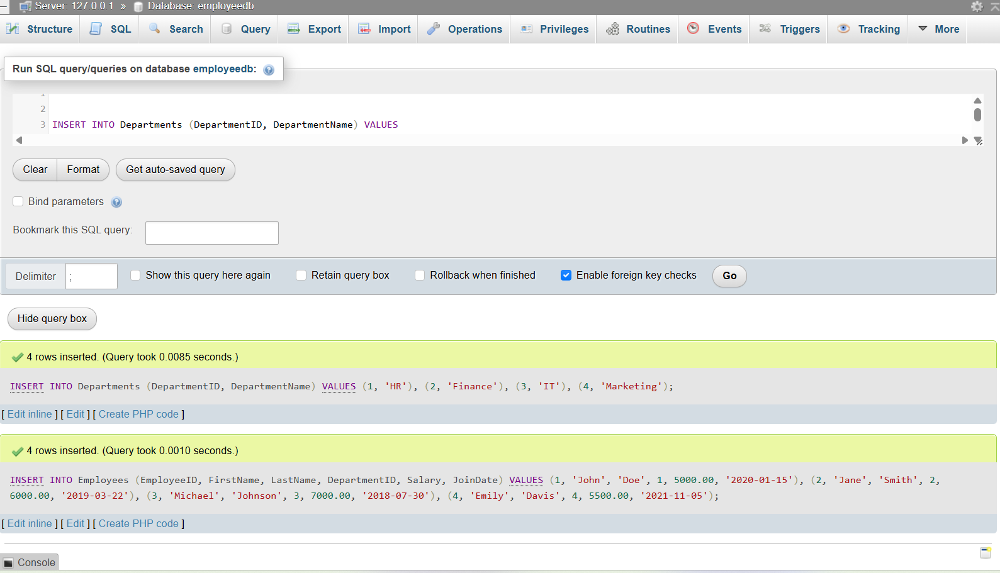 Server: 127.0.0.1 » Database: employeedb
Structure SQL Search Query Export Import Operations Privileges Routines Events Triggers Tracking More
Run SQL query/queries on database employeedb:
1
2
3 INSERT INTO Departments (DepartmentID, DepartmentName) VALUES
Clear Format Get auto-saved query
Bind parameters
Bookmark this SQL query:
Delimiter ; Show this query here again Retain query box Rollback when finished Enable foreign key checks Go
Hide query box
4 rows inserted. (Query took 0.0085 seconds.)
INSERT INTO Departments (DepartmentID, DepartmentName) VALUES (1, 'HR'), (2, 'Finance'), (3, 'IT'), (4, 'Marketing');
[ Edit inline ] [ Edit ] [ Create PHP code ]
4 rows inserted. (Query took 0.0010 seconds.)
INSERT INTO Employees (EmployeeID, FirstName, LastName, DepartmentID, Salary, JoinDate) VALUES (1, 'John', 'Doe', 1, 5000.00, '2020-01-15'), (2, 'Jane', 'Smith', 2,
6000.00, '2019-03-22'), (3, 'Michael', 'Johnson', 3, 7000.00, '2018-07-30'), (4, 'Emily', 'Davis', 4, 5500.00, '2021-11-05');
[ Edit inline ] [ Edit ] [ Create PHP code ]
Console